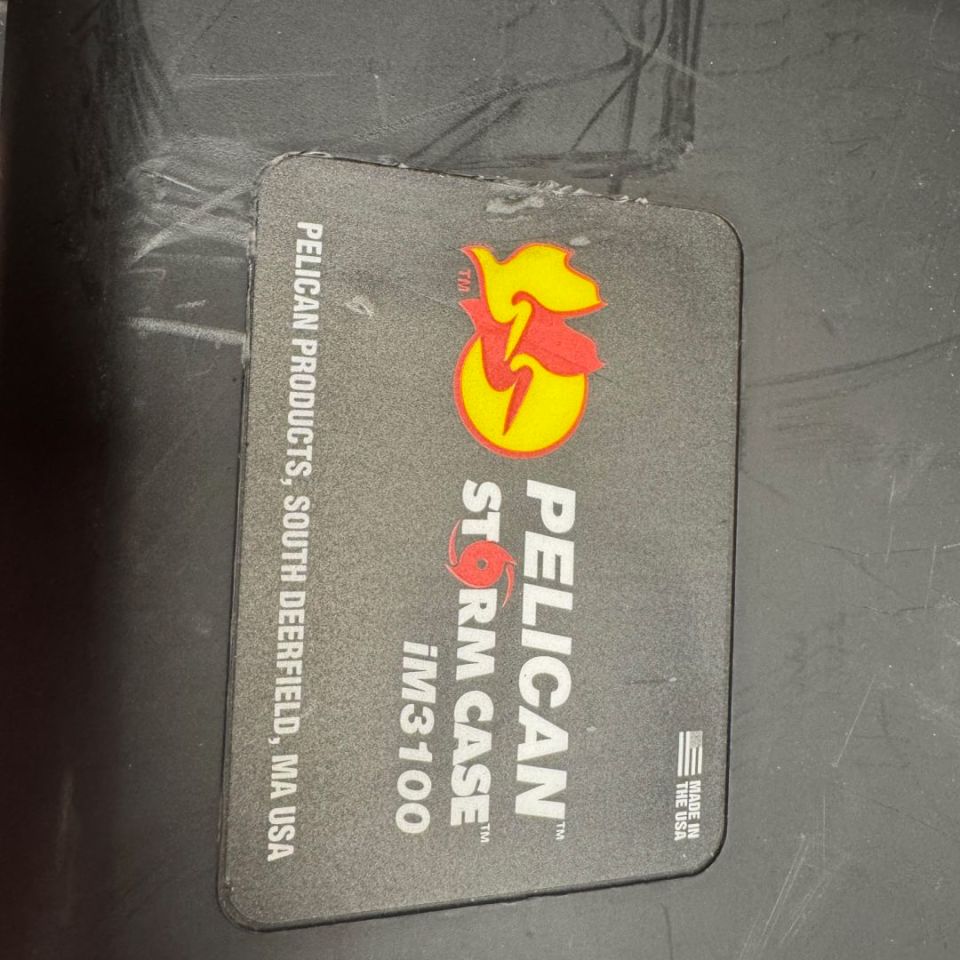 MADE IN
THE USA
TM
PELICAN™
STORM CASE™
iM3100
PELICAN PRODUCTS, SOUTH DEERFIELD, MA USA